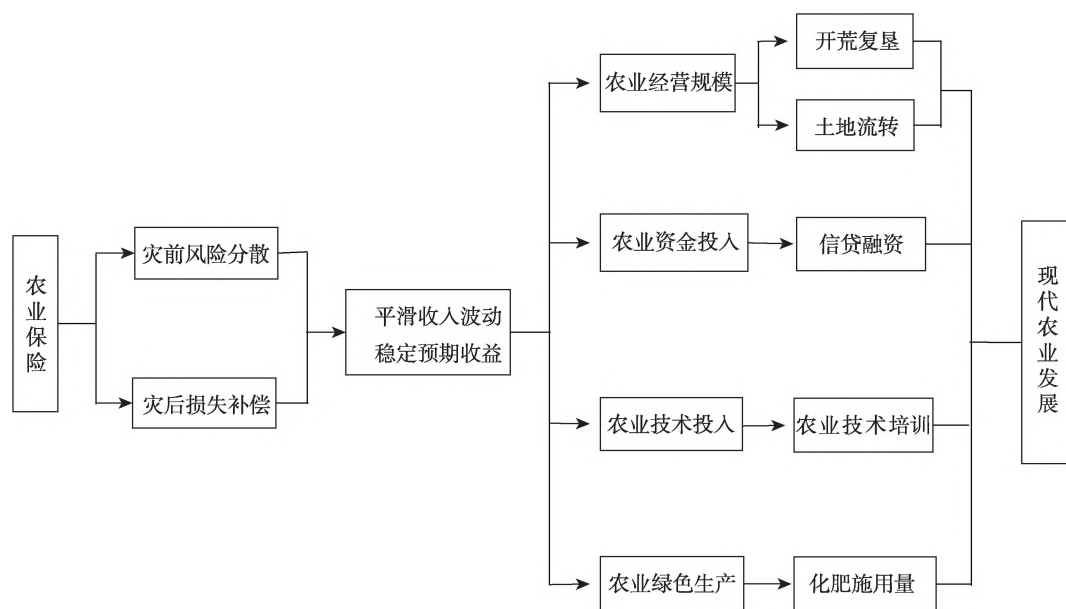 农业保险
灾前风险分散
灾后损失补偿
平滑收入波动
稳定预期收益
农业经营规模
开荒复垦
土地流转
农业资金投入
信贷融资
农业技术投入
农业技术培训
农业绿色生产
化肥施用量
现代农业发展